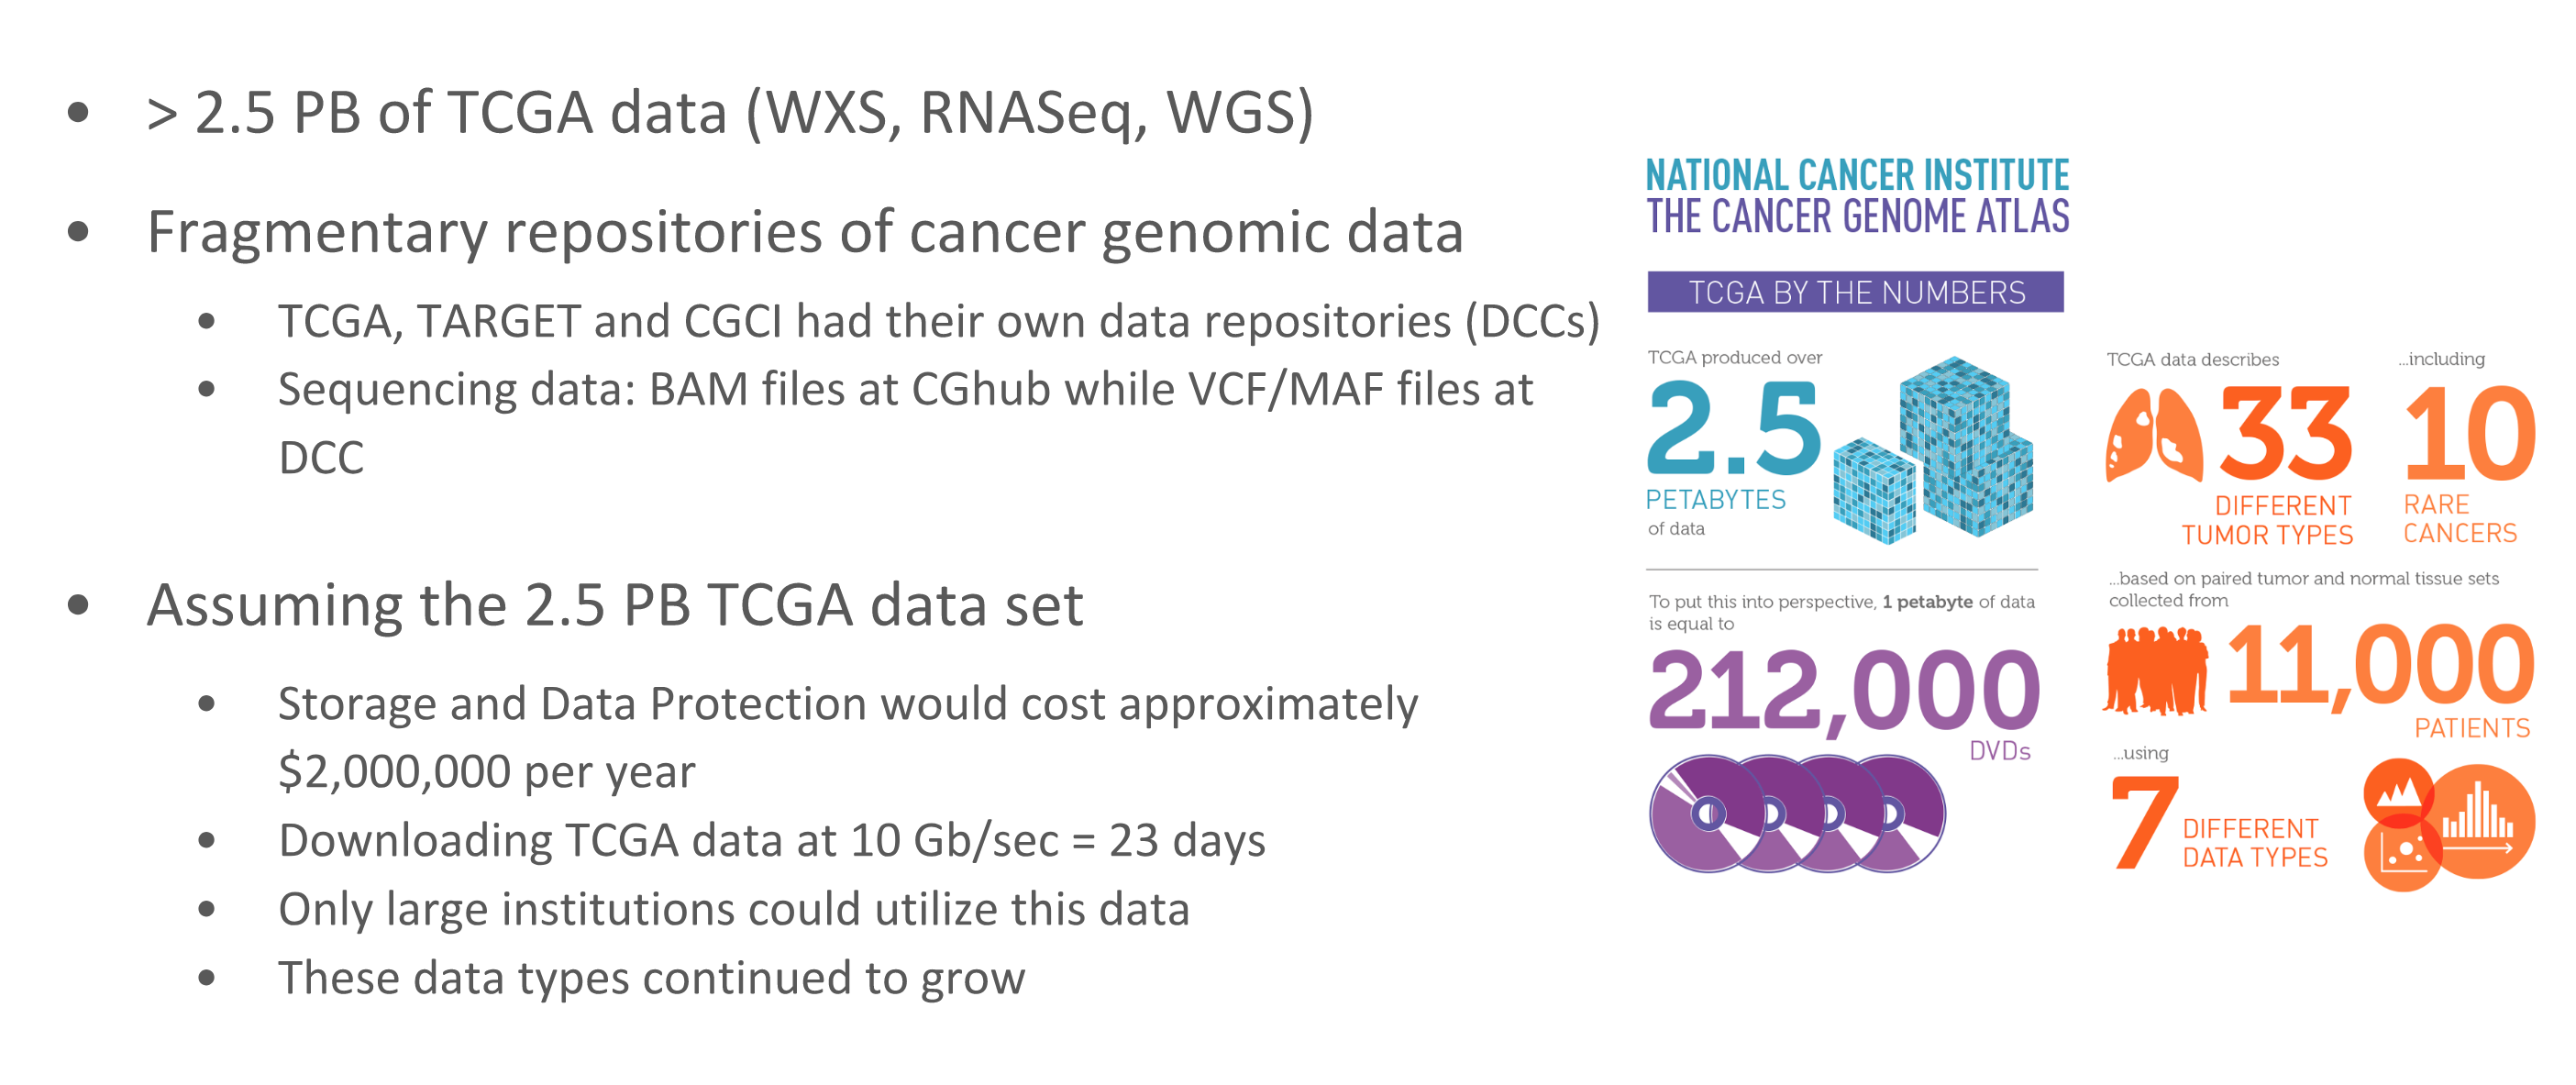 • > 2.5 PB of TCGA data (WXS, RNASeq, WGS)
• Fragmentary repositories of cancer genomic data
• TCGA, TARGET and CGCI had their own data repositories (DCCs)
• Sequencing data: BAM files at CGhub while VCF/MAF files at
DCC
• Assuming the 2.5 PB TCGA data set
• Storage and Data Protection would cost approximately
$2,000,000 per year
• Downloading TCGA data at 10 Gb/sec = 23 days
• Only large institutions could utilize this data
• These data types continued to grow
NATIONAL CANCER INSTITUTE
THE CANCER GENOME ATLAS
TCGA BY THE NUMBERS
TCGA produced over
2.5
PETABYTES
of data
To put this into perspective, 1 petabyte of data
is equal to
212,000
DVDs
TCGA data describes
33
DIFFERENT
TUMOR TYPES
...including
10
RARE
CANCERS
...based on paired tumor and normal tissue sets
collected from
11,000
PATIENTS
...using
7
DIFFERENT
DATA TYPES